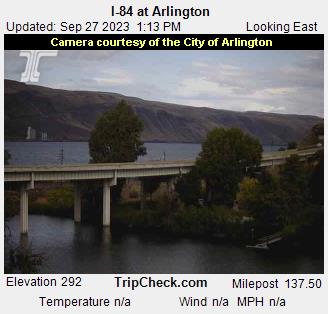 I-84 at Arlington
Updated: Sep 27 2023 1:13 PM Looking East
Camera courtesy of the City of Arlington
Elevation 292 TripCheck.com Milepost 137.50
Temperature n/a Wind n/a MPH n/a